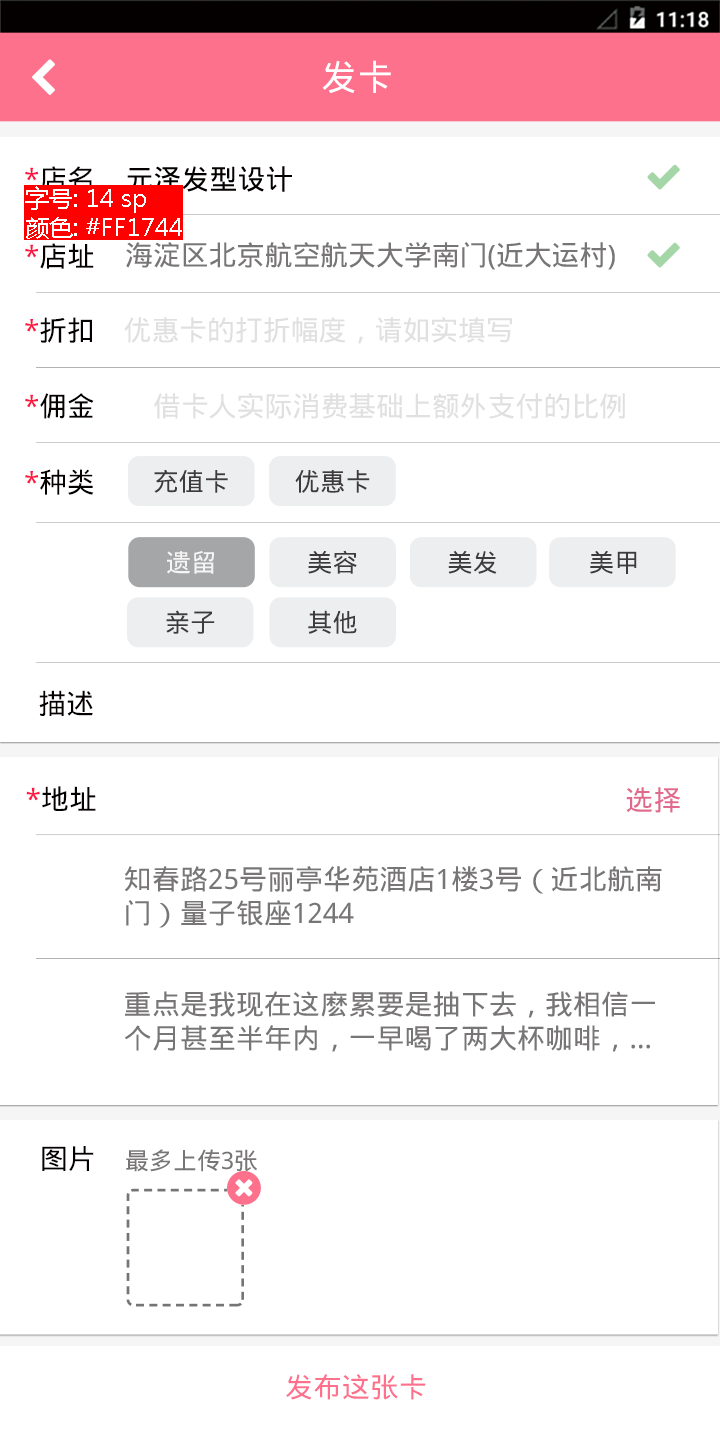 11:18
发卡
*店名 元泽发型设计
字号: 14 sp
颜色: #FF1744
*店址 海淀区北京航空航天大学南门(近大运村)
*折扣 优惠卡的打折幅度，请如实填写
*佣金 借卡人实际消费基础上额外支付的比例
*种类 充值卡 优惠卡
遗留 美容 美发 美甲
亲子 其他
描述
*地址 选择
知春路25号丽亭华苑酒店1楼3号（近北航南
门）量子银座1244
重点是我现在这麼累要是抽下去，我相信一
个月甚至半年内，一早喝了两大杯咖啡，...
图片 最多上传3张
发布这张卡